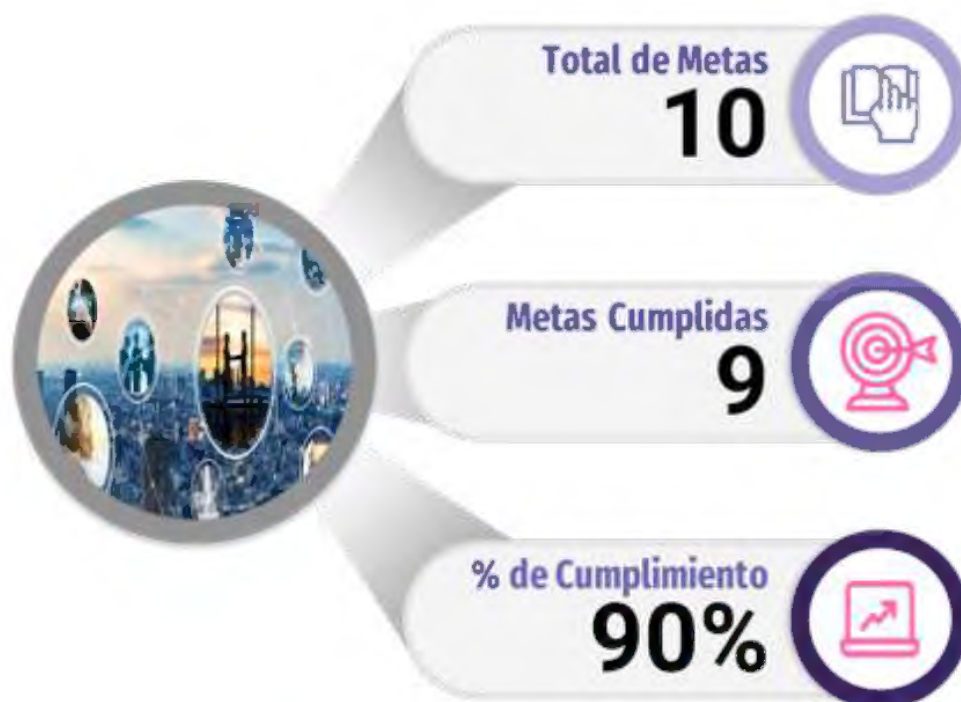 Total de Metas
10
Metas Cumplidas
9
% de Cumplimiento
90%